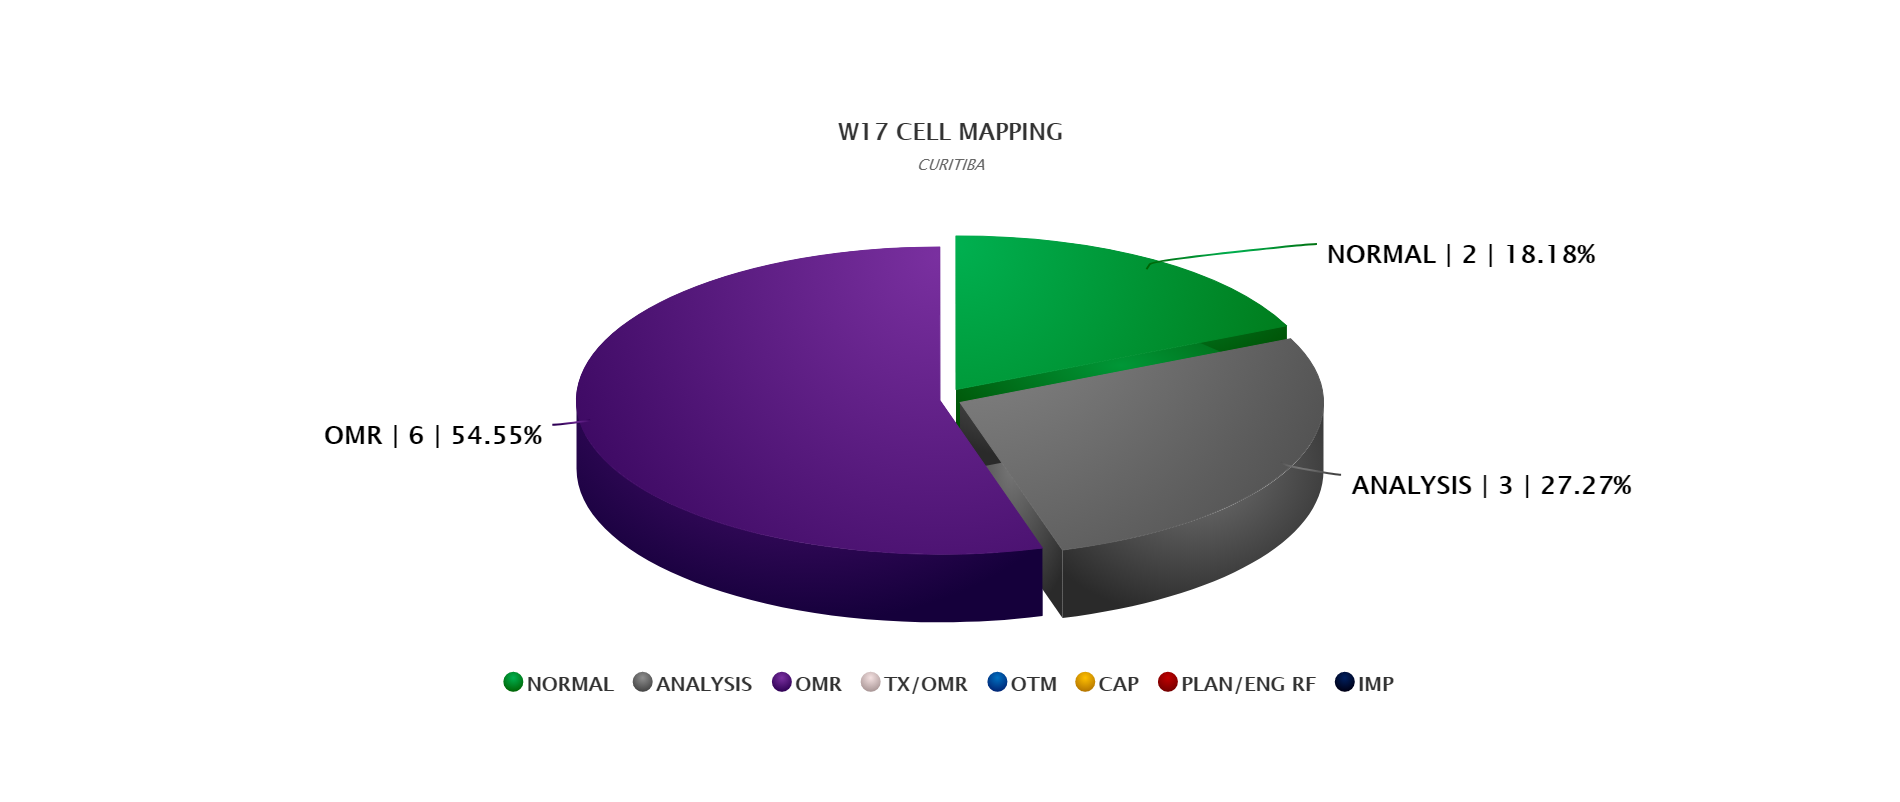 W17 CELL MAPPING
CURITIBA
NORMAL | 2 | 18.18%
OMR | 6 | 54.55%
ANALYSIS | 3 | 27.27%
NORMAL ANALYSIS OMR TX/OMR OTM CAP PLAN/ENG RF IMP